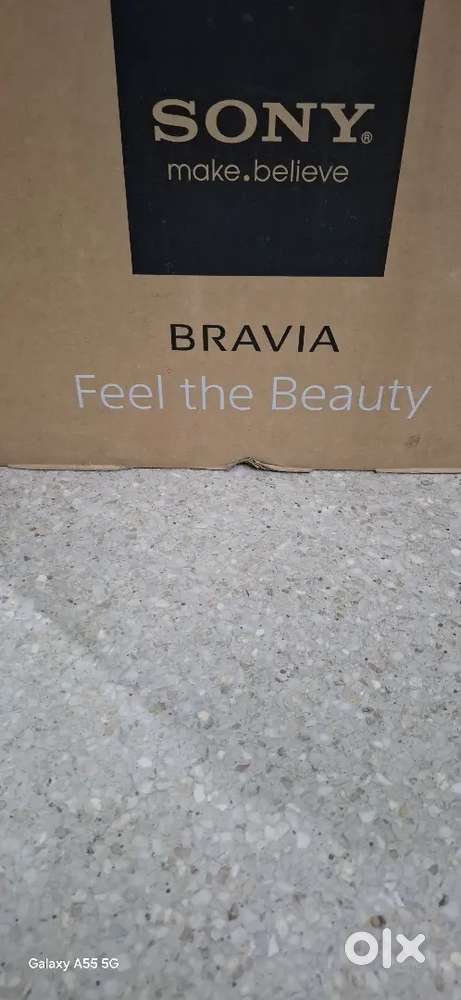 SONY®
make.believe
BRAVIA
Feel the Beauty
Galaxy A55 5G
olx